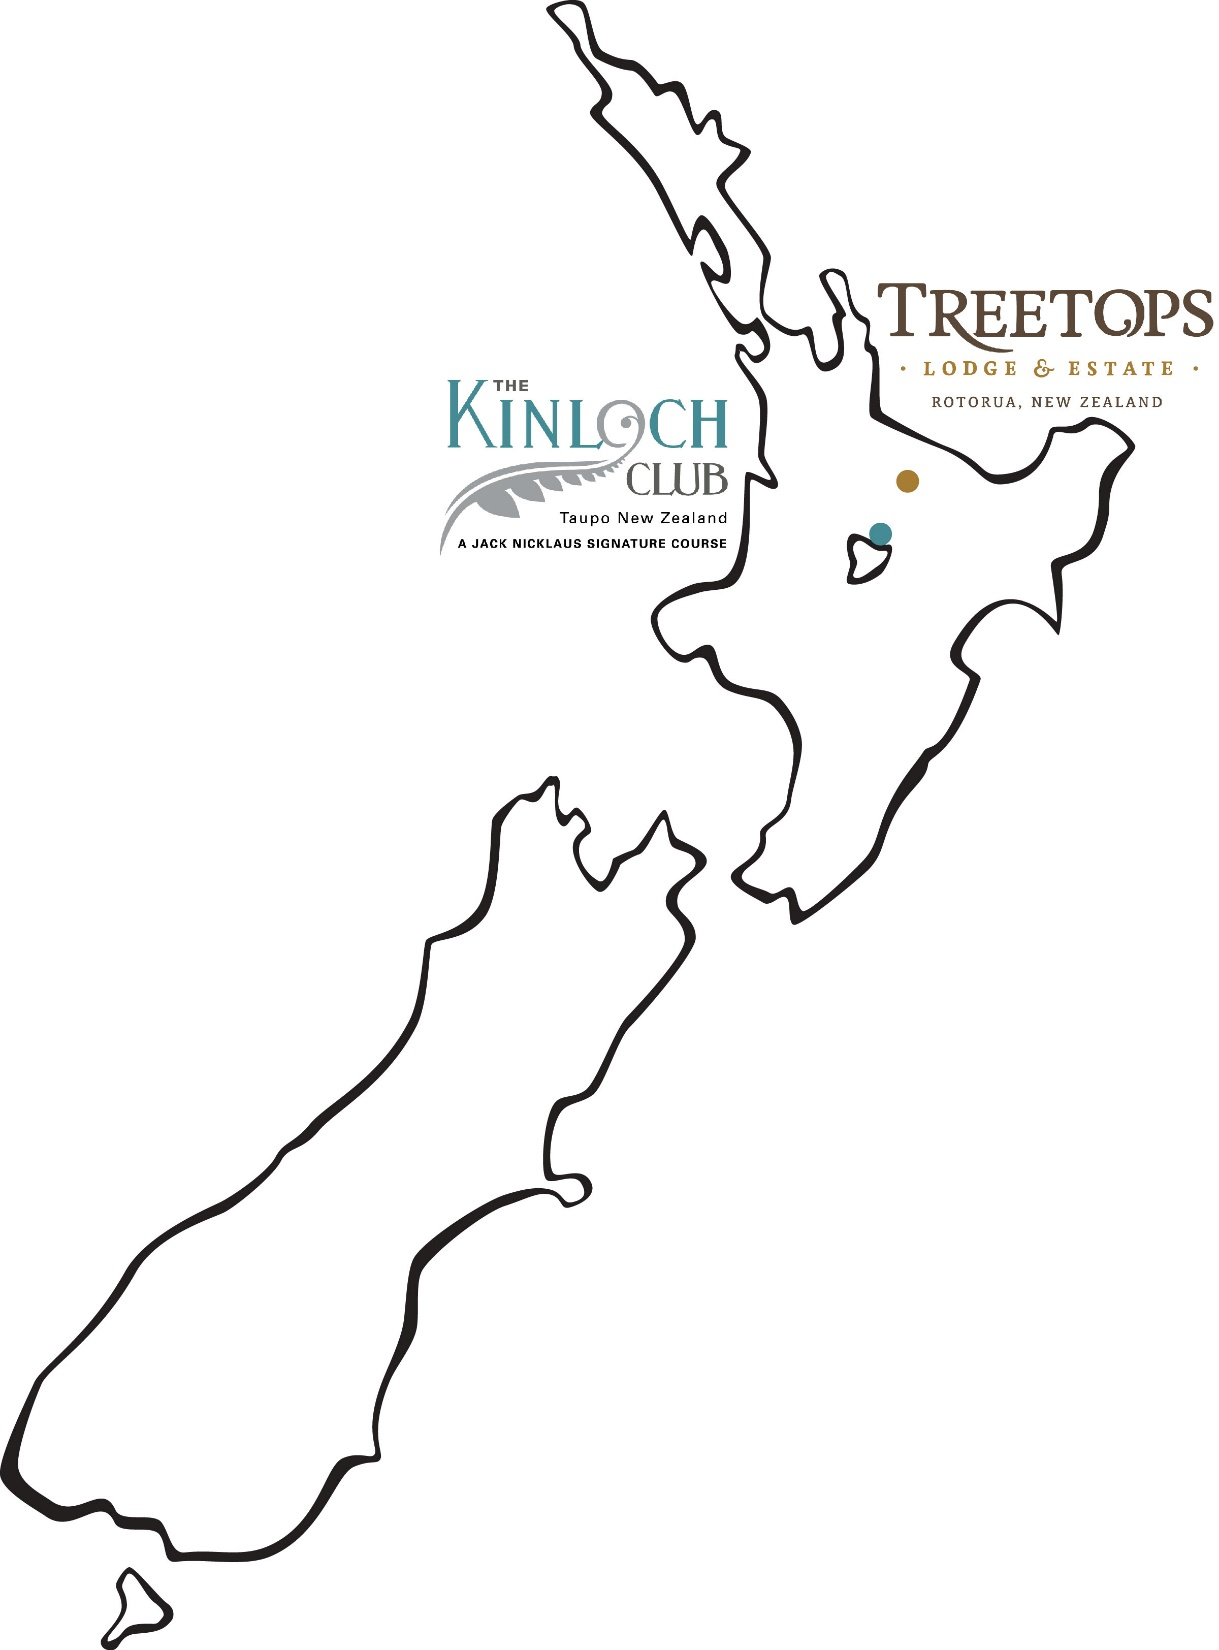 TREETOPS
· LODGE & ESTATE ·
ROTORUA, NEW ZEALAND
THE
KINLOCH
CLUB
Taupo New Zealand
A JACK NICKLAUS SIGNATURE COURSE